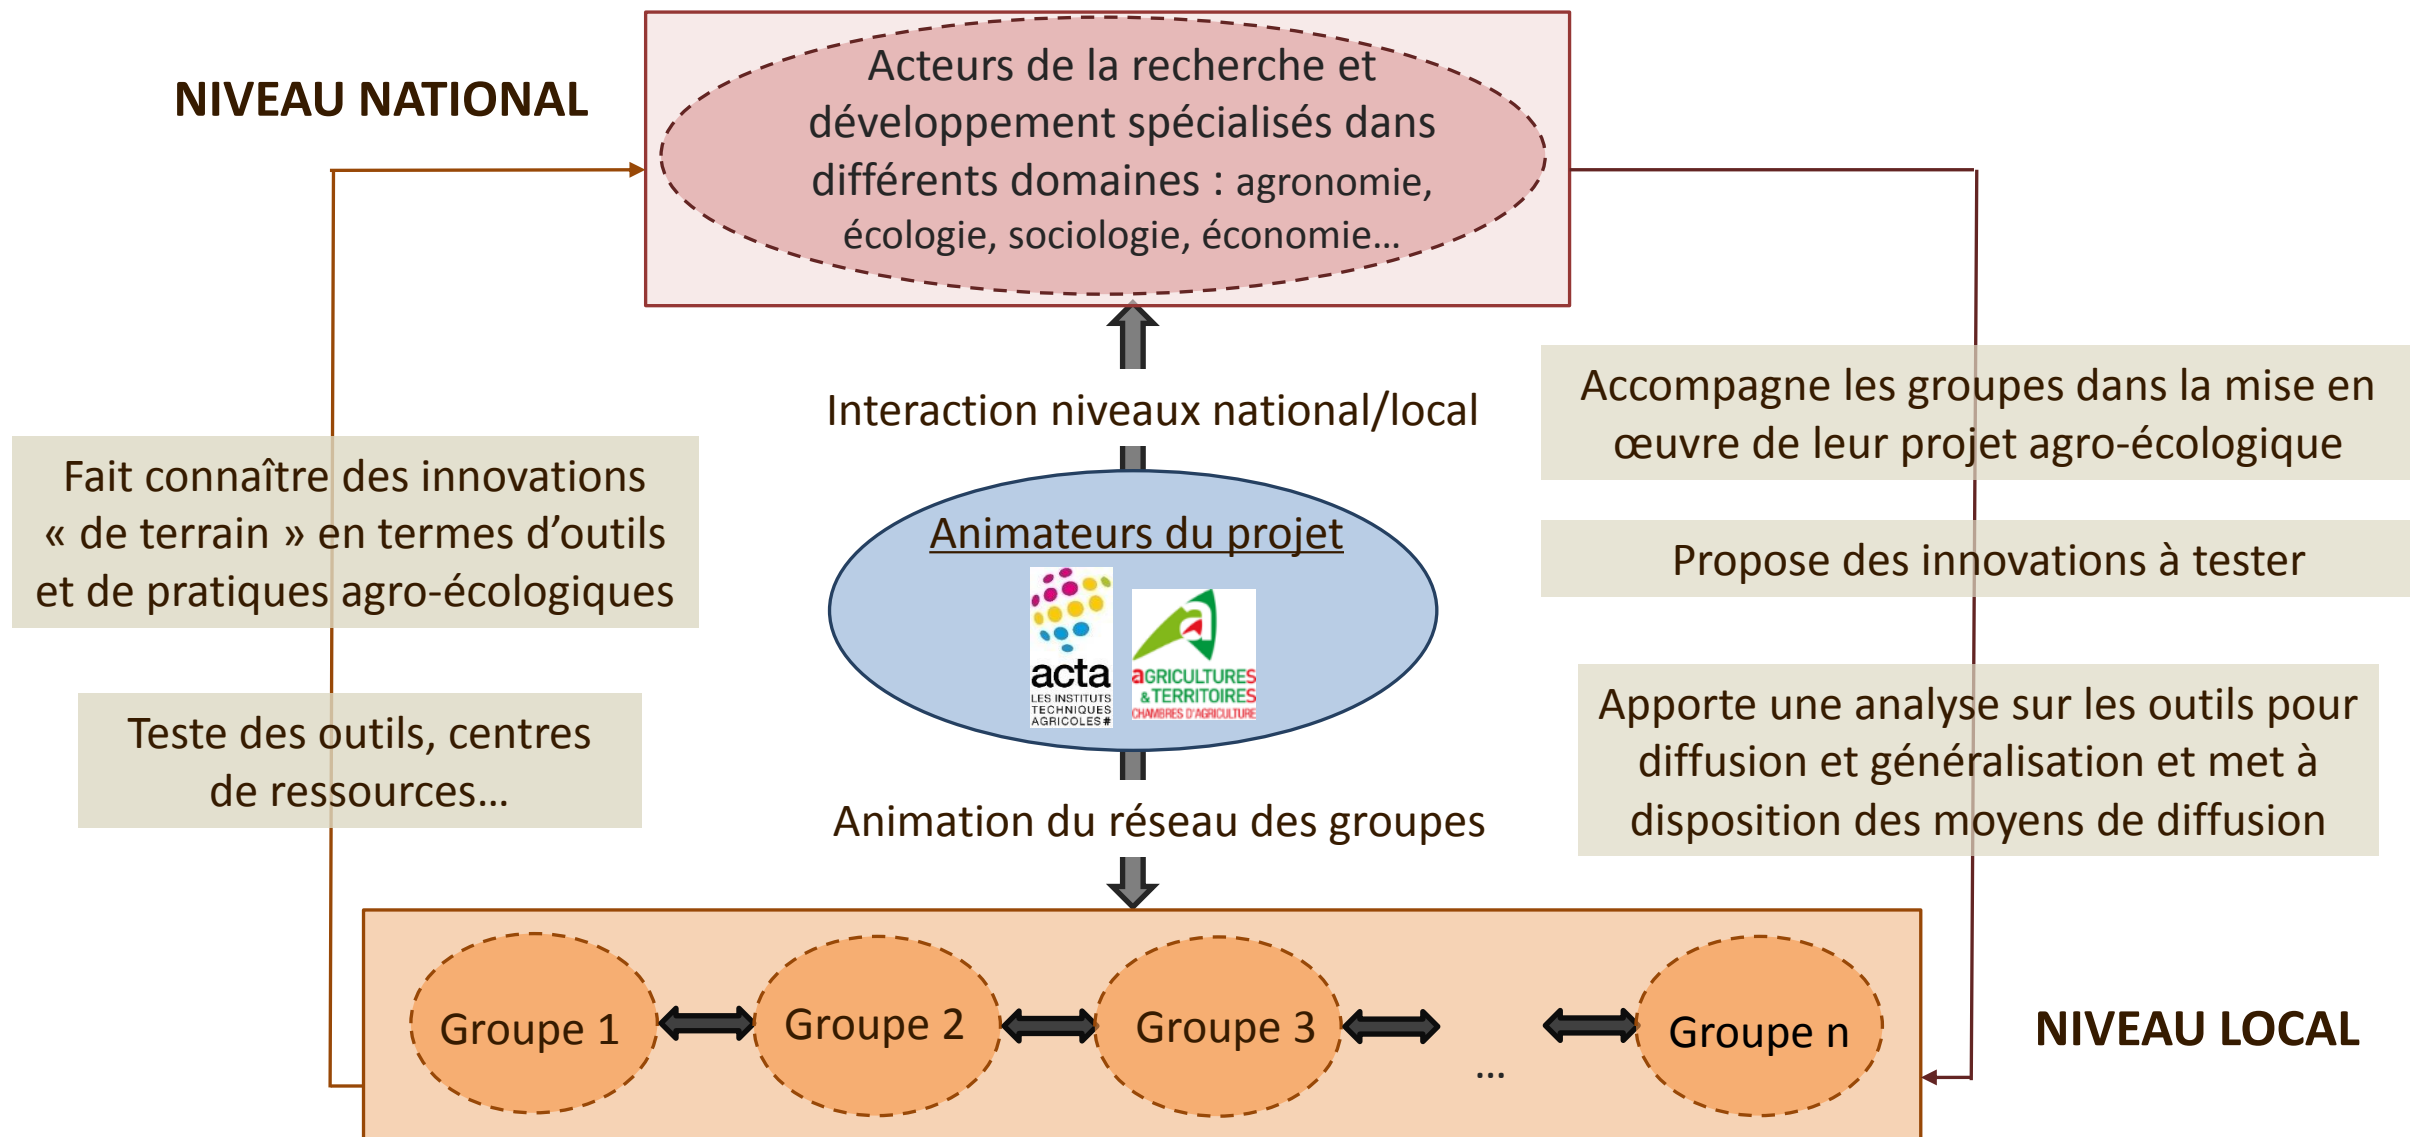 NIVEAU NATIONAL
Acteurs de la recherche et
développement spécialisés dans
différents domaines : agronomie,
écologie, sociologie, économie…
Interaction niveaux national/local
Fait connaître des innovations
« de terrain » en termes d’outils
et de pratiques agro-écologiques
Teste des outils, centres
de ressources…
Animateurs du projet
acta
LES INSTITUTS
TECHNIQUES
AGRICOLES#
aGRICULTURES
& TERRITOIRES
CHAMBRES D'AGRICULTURE
Animation du réseau des groupes
Accompagne les groupes dans la mise en
œuvre de leur projet agro-écologique
Propose des innovations à tester
Apporte une analyse sur les outils pour
diffusion et généralisation et met à
disposition des moyens de diffusion
Groupe 1
Groupe 2
Groupe 3
…
Groupe n
NIVEAU LOCAL